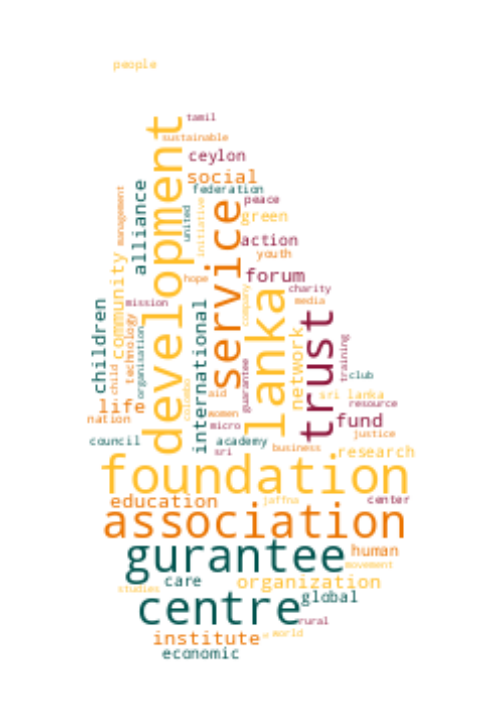 people
tamil
sustainable
ceylon
social
federation
development
management
alliance
united
initiative
service
peace
green
action
youth
hope
forum
charity
media
community
mission
children
technology
child
organisation
international
colombo
company
guarantee
lanka
network
trust
training
club
aid
women
micro
life
nation
council
academy
sri
sri lanka
resource
fund
justice
business
research
foundation
education
jaffna
center
association
gurantee
human
movement
care
organization
studies
global
centre
rural
institute
world
economic